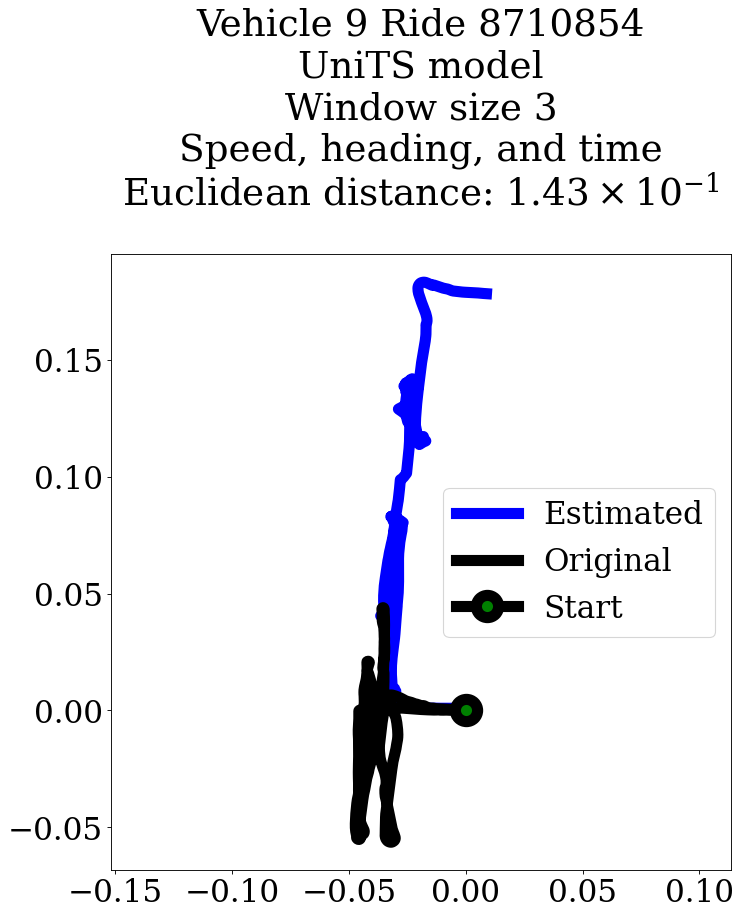 Vehicle 9 Ride 8710854
UniTS model
Window size 3
Speed, heading, and time
Euclidean distance: 1.43 × 10⁻¹
0.15
0.10
0.05
0.00
−0.05
Estimated
Original
Start
−0.15 −0.10 −0.05 0.00 0.05 0.10